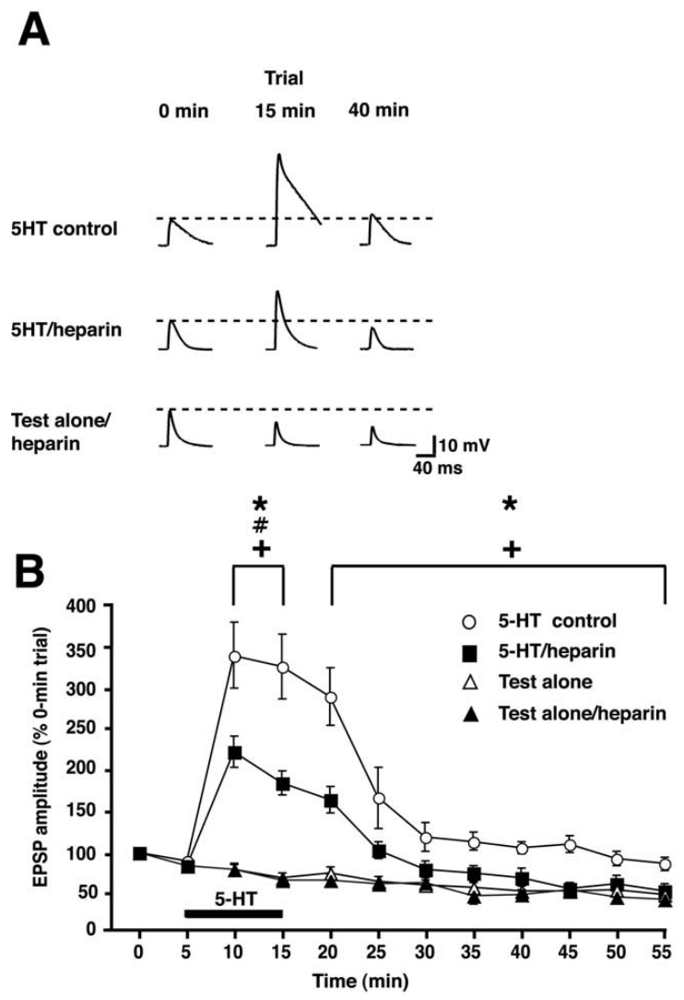 A
Trial
0 min 15 min 40 min
5HT control
5HT/heparin
Test alone/
heparin
10 mV
40 ms
*
#
+
*
+
B
EPSP amplitude (% 0-min trial)
400
350
300
250
200
150
100
50
0
5-HT control
5-HT/heparin
Test alone
Test alone/heparin
5-HT
0 5 10 15 20 25 30 35 40 45 50 55
Time (min)